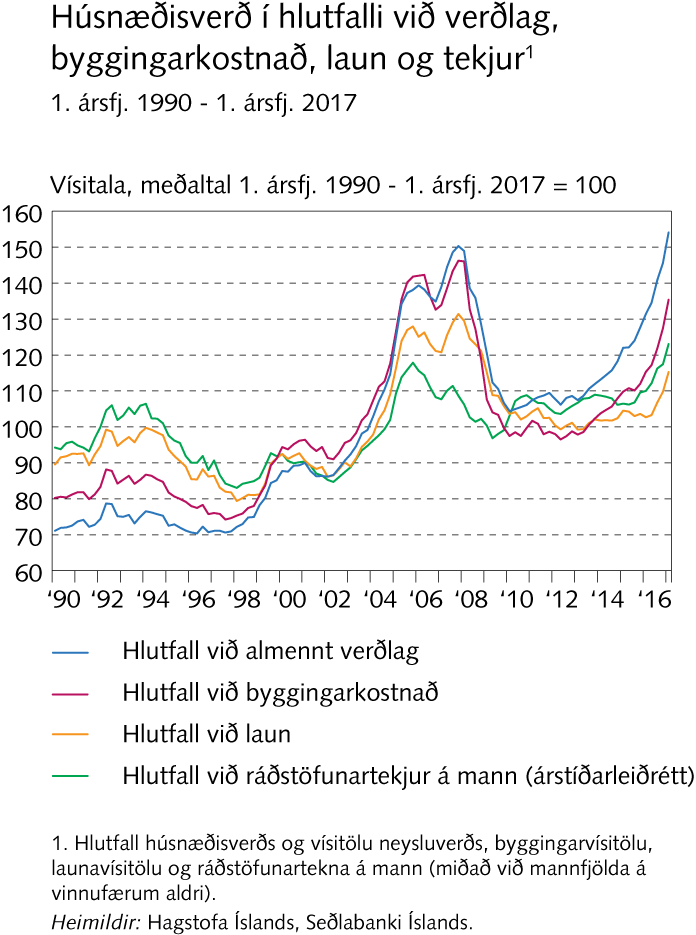 Húsnæðisverð í hlutfalli við verðlag,
byggingarkostnað, laun og tekjur¹
1. ársfj. 1990 - 1. ársfj. 2017
Vísitala, meðaltal 1. ársfj. 1990 - 1. ársfj. 2017 = 100
160
150
140
130
120
110
100
90
80
70
60
‘90 ‘92 ‘94 ‘96 ‘98 ‘00 ‘02 ‘04 ‘06 ‘08 ‘10 ‘12 ‘14 ‘16
Hlutfall við almennt verðlag
Hlutfall við byggingarkostnað
Hlutfall við laun
Hlutfall við ráðstöfunartekjur á mann (árstíðarleiðrétt)
1. Hlutfall húsnæðisverðs og vísitölu neysluverðs, byggingarvísitölu,
launavísitölu og ráðstöfunartekna á mann (miðað við mannfjölda á
vinnufærum aldri).
Heimildir: Hagstofa Íslands, Seðlabanki Íslands.